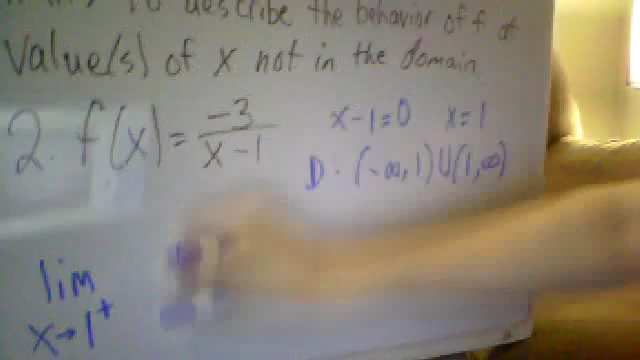 to describe the behavior of f at
value(s) of x not in the domain
2. f(x) = -3/(x-1) x-1=0 x=1
D. (-∞,1)∪(1,∞)
lim
x→1⁺